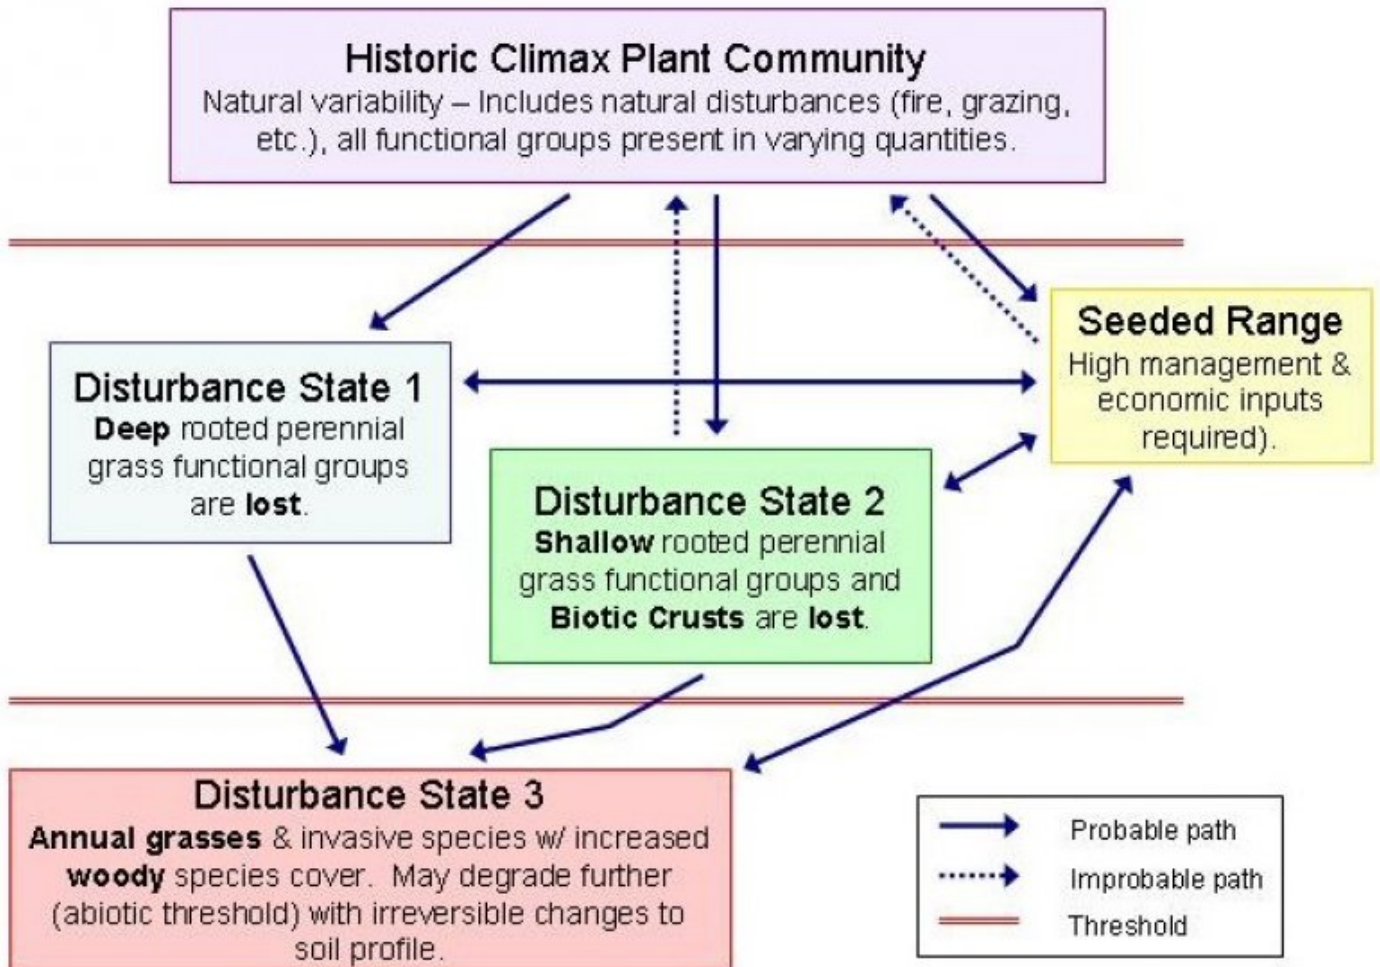 Historic Climax Plant Community
Natural variability – Includes natural disturbances (fire, grazing,
etc.), all functional groups present in varying quantities.
Seeded Range
High management &
economic inputs
required).
Disturbance State 1
Deep rooted perennial
grass functional groups
are lost.
Disturbance State 2
Shallow rooted perennial
grass functional groups and
Biotic Crusts are lost.
Disturbance State 3
Annual grasses & invasive species w/ increased
woody species cover. May degrade further
(abiotic threshold) with irreversible changes to
soil profile.
Probable path
Improbable path
Threshold